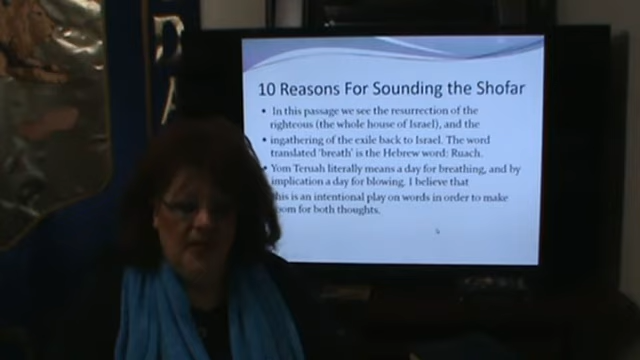 10 Reasons For Sounding the Shofar
• In this passage we see the resurrection of the
righteous (the whole house of Israel), and the
• ingathering of the exile back to Israel. The word
translated 'breath' is the Hebrew word: Ruach.
• Yom Teruah literally means a day for breathing, and by
implication a day for blowing. I believe that
this is an intentional play on words in order to make
room for both thoughts.